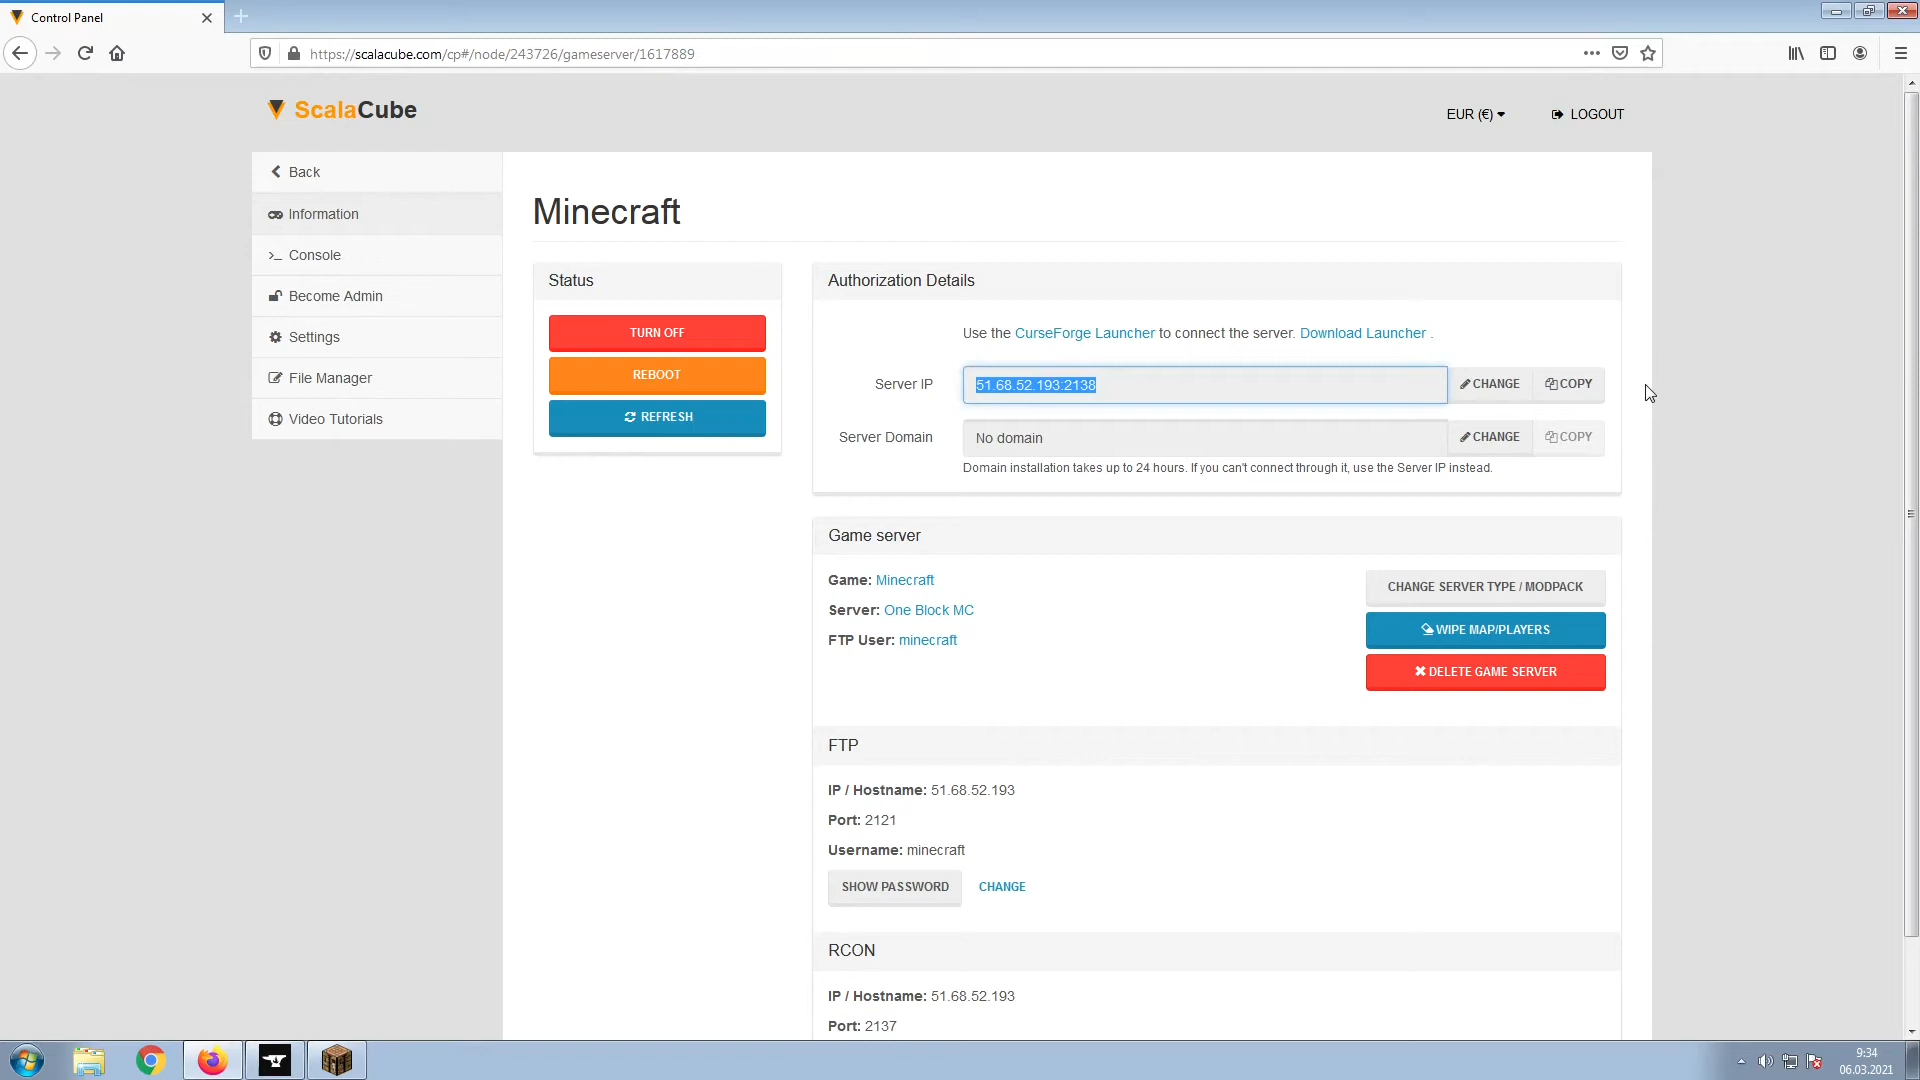 Control Panel
https://scalacube.com/cp#/node/243726/gameserver/1617889
ScalaCube
EUR (€)
LOGOUT
Back
Information
Console
Become Admin
Settings
File Manager
Video Tutorials
Minecraft
Status
TURN OFF
REBOOT
REFRESH
Authorization Details
Use the CurseForge Launcher to connect the server. Download Launcher .
Server IP
51.68.52.193:2138
CHANGE
COPY
Server Domain
No domain
CHANGE
COPY
Domain installation takes up to 24 hours. If you can't connect through it, use the Server IP instead.
Game server
Game: Minecraft
Server: One Block MC
FTP User: minecraft
CHANGE SERVER TYPE / MODPACK
WIPE MAP/PLAYERS
DELETE GAME SERVER
FTP
IP / Hostname: 51.68.52.193
Port: 2121
Username: minecraft
SHOW PASSWORD
CHANGE
RCON
IP / Hostname: 51.68.52.193
Port: 2137
9:34
06.03.2021